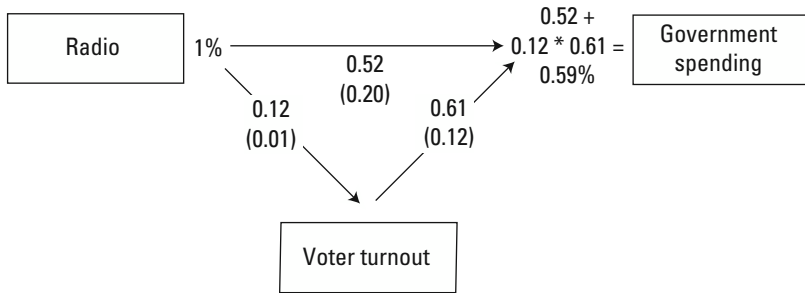 Radio
1%
0.52 +
0.12 * 0.61 =
0.59%
Government
spending
0.52
(0.20)
0.12
(0.01)
0.61
(0.12)
Voter turnout